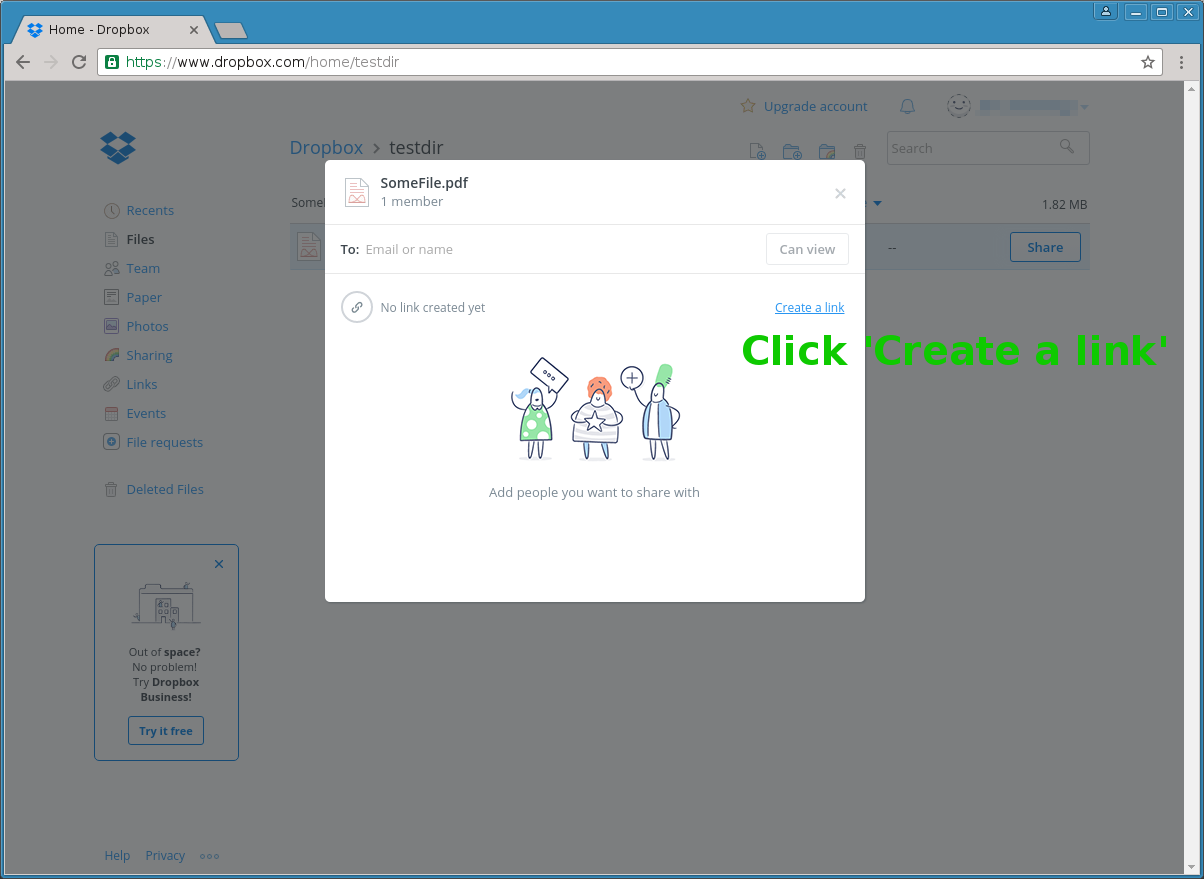 Home - Dropbox
https://www.dropbox.com/home/testdir
Upgrade account
Dropbox > testdir
Search
SomeFile.pdf
1 member
1.82 MB
To: Email or name
Can view
--
Share
No link created yet
Create a link
Click 'Create a link'
Add people you want to share with
Recents
Files
Team
Paper
Photos
Sharing
Links
Events
File requests
Deleted Files
Out of space?
No problem!
Try Dropbox
Business!
Try it free
Help Privacy